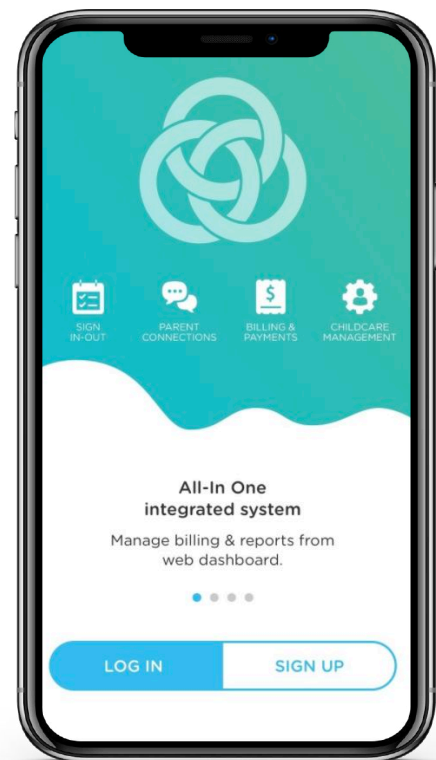 SIGN
IN-OUT
PARENT
CONNECTIONS
BILLING &
PAYMENTS
CHILDCARE
MANAGEMENT
All-In One
integrated system
Manage billing & reports from
web dashboard.
LOG IN
SIGN UP